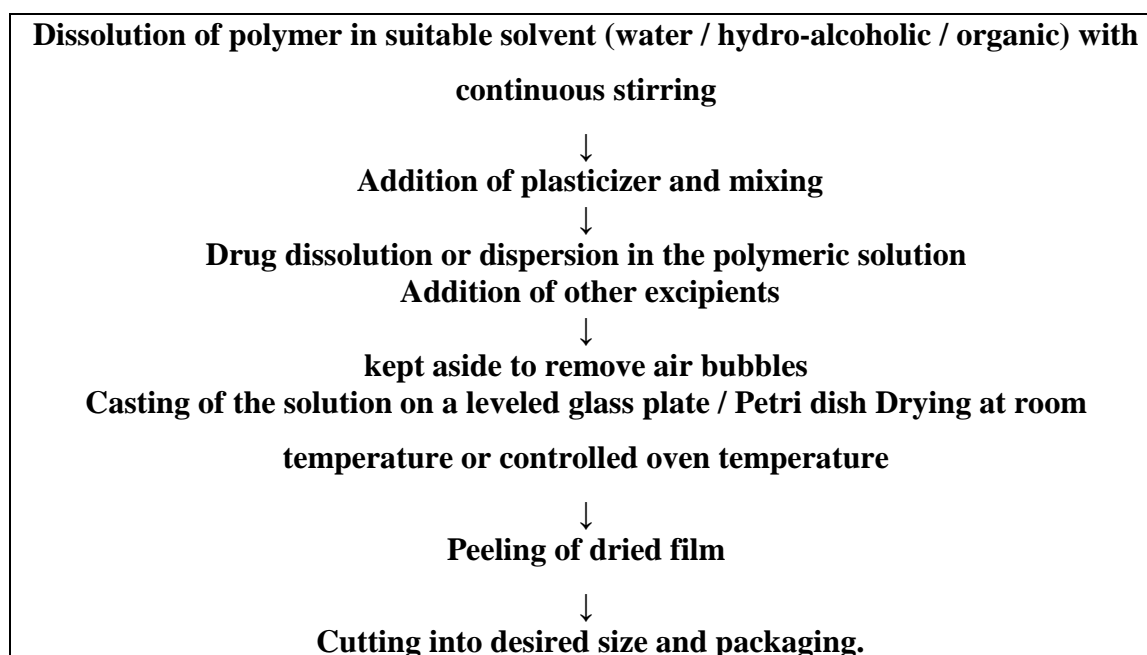 Dissolution of polymer in suitable solvent (water / hydro-alcoholic / organic) with
continuous stirring
↓
Addition of plasticizer and mixing
↓
Drug dissolution or dispersion in the polymeric solution
Addition of other excipients
↓
kept aside to remove air bubbles
Casting of the solution on a leveled glass plate / Petri dish Drying at room
temperature or controlled oven temperature
↓
Peeling of dried film
↓
Cutting into desired size and packaging.